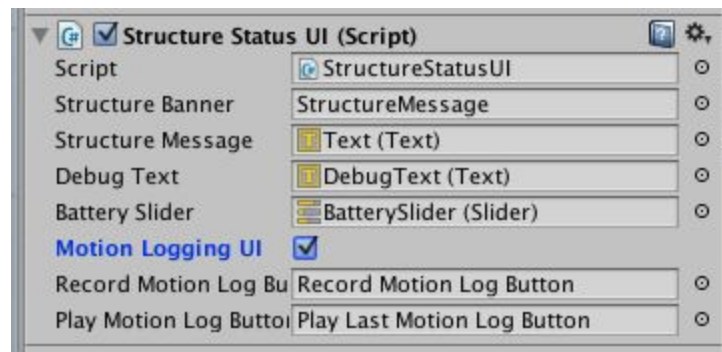 Structure Status UI (Script)
Script StructureStatusUI
Structure Banner StructureMessage
Structure Message Text (Text)
Debug Text DebugText (Text)
Battery Slider BatterySlider (Slider)
Motion Logging UI
Record Motion Log Bu Record Motion Log Button
Play Motion Log Button Play Last Motion Log Button